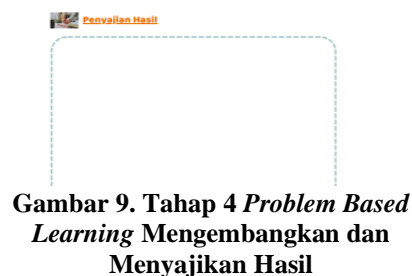 Penyajian Hasil
Gambar 9. Tahap 4 Problem Based
Learning Mengembangkan dan
Menyajikan Hasil